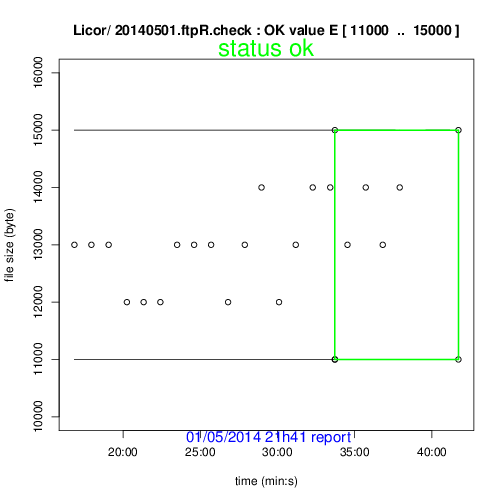 Licor/ 20140501.ftpR.check : OK value E [ 11000 .. 15000 ]
status ok
16000
15000
14000
13000
12000
11000
10000
file size (byte)
01/05/2014 21h41 report
20:00 25:00 30:00 35:00 40:00
time (min:s)